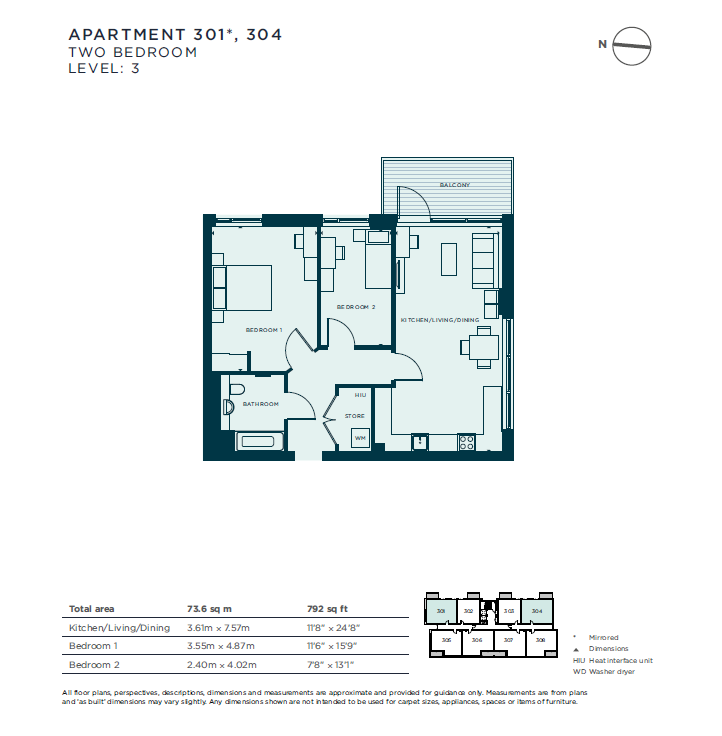 APARTMENT 301*, 304
TWO BEDROOM
LEVEL: 3
N
BALCONY
BEDROOM 2
KITCHEN/LIVING/DINING
BEDROOM 1
HIU
BATHROOM
STORE
WM
Total area 73.6 sq m 792 sq ft
Kitchen/Living/Dining 3.61m × 7.57m 11'8" × 24'8"
Bedroom 1 3.55m × 4.87m 11'6" × 15'9"
Bedroom 2 2.40m × 4.02m 7'8" × 13'1"
301 302 303 304
305 306 307 308
* Mirrored
Dimensions
HIU Heat interface unit
WD Washer dryer
All floor plans, perspectives, descriptions, dimensions and measurements are approximate and provided for guidance only. Measurements are from plans
and 'as built' dimensions may vary slightly. Any dimensions shown are not intended to be used for carpet sizes, appliances, spaces or items of furniture.